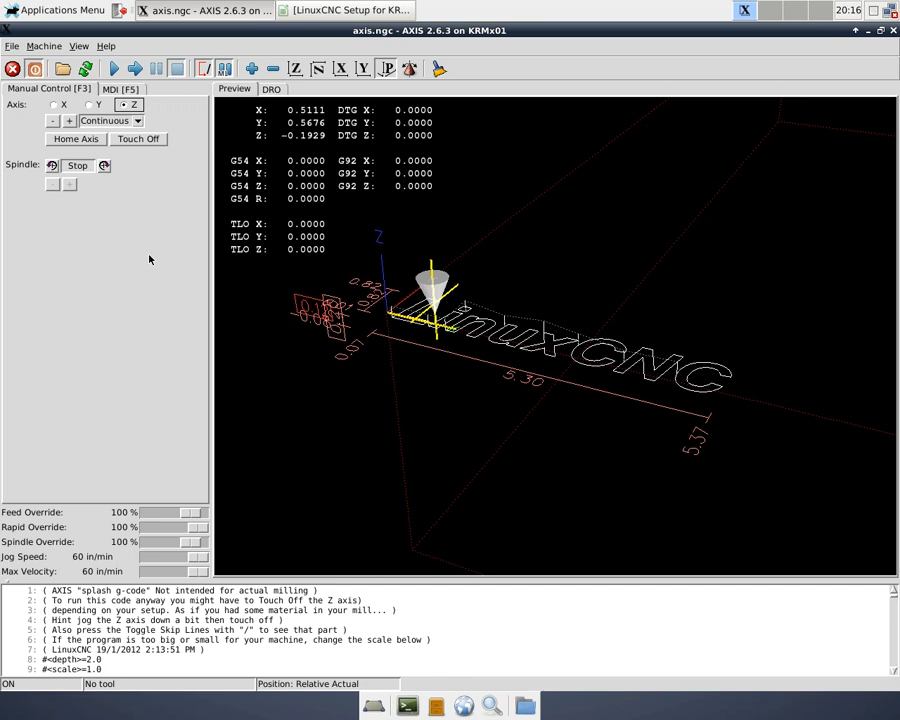 Applications Menu
axis.ngc - AXIS 2.6.3 on ...
[LinuxCNC Setup for KR...
20:16
axis.ngc - AXIS 2.6.3 on KRMx01
File Machine View Help
Manual Control [F3] MDI [F5]
Preview DRO
Axis: X Y Z
- + Continuous
Home Axis Touch Off
Spindle: Stop
- +
X: 0.5111 DTG X: 0.0000
Y: 0.5676 DTG Y: 0.0000
Z: -0.1929 DTG Z: 0.0000
G54 X: 0.0000 G92 X: 0.0000
G54 Y: 0.0000 G92 Y: 0.0000
G54 Z: 0.0000 G92 Z: 0.0000
G54 R: 0.0000
TLO X: 0.0000
TLO Y: 0.0000
TLO Z: 0.0000
Z
LinuxCNC
0.07
5.30
5.37
Feed Override: 100 %
Rapid Override: 100 %
Spindle Override: 100 %
Jog Speed: 60 in/min
Max Velocity: 60 in/min
1: ( AXIS "splash g-code" Not intended for actual milling )
2: ( To run this code anyway you might have to Touch Off the Z axis)
3: ( depending on your setup. As if you had some material in your mill... )
4: ( Hint jog the Z axis down a bit then touch off )
5: ( Also press the Toggle Skip Lines with "/" to see that part )
6: ( If the program is too big or small for your machine, change the scale below )
7: ( LinuxCNC 19/1/2012 2:13:51 PM )
8: #<depth>=2.0
9: #<scale>=1.0
ON No tool Position: Relative Actual